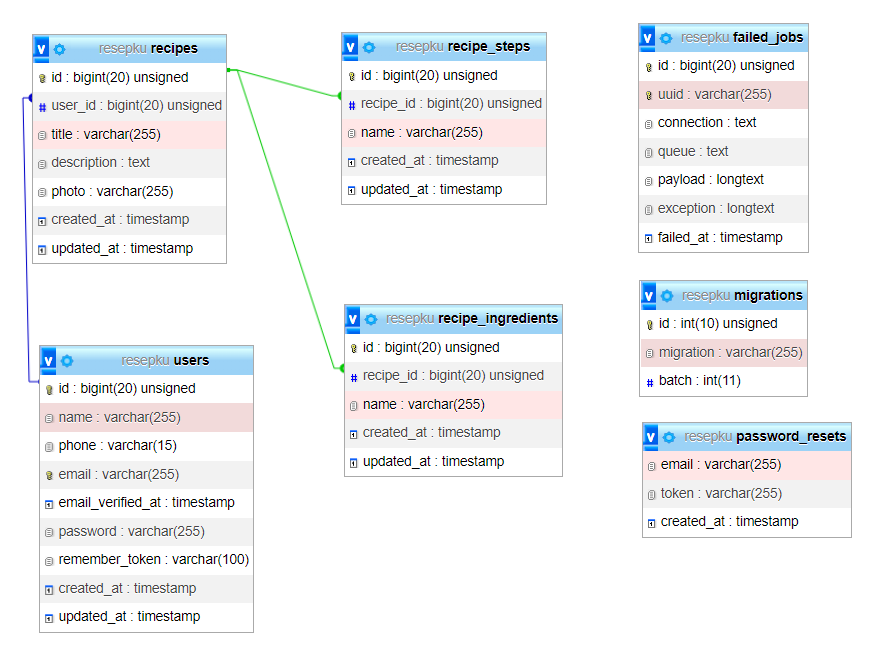 v resepku recipes
id : bigint(20) unsigned
# user_id : bigint(20) unsigned
title : varchar(255)
description : text
photo : varchar(255)
created_at : timestamp
updated_at : timestamp
v resepku recipe_steps
id : bigint(20) unsigned
# recipe_id : bigint(20) unsigned
name : varchar(255)
created_at : timestamp
updated_at : timestamp
v resepku failed_jobs
id : bigint(20) unsigned
uuid : varchar(255)
connection : text
queue : text
payload : longtext
exception : longtext
failed_at : timestamp
v resepku users
id : bigint(20) unsigned
name : varchar(255)
phone : varchar(15)
email : varchar(255)
email_verified_at : timestamp
password : varchar(255)
remember_token : varchar(100)
created_at : timestamp
updated_at : timestamp
v resepku recipe_ingredients
id : bigint(20) unsigned
# recipe_id : bigint(20) unsigned
name : varchar(255)
created_at : timestamp
updated_at : timestamp
v resepku migrations
id : int(10) unsigned
migration : varchar(255)
# batch : int(11)
v resepku password_resets
email : varchar(255)
token : varchar(255)
created_at : timestamp